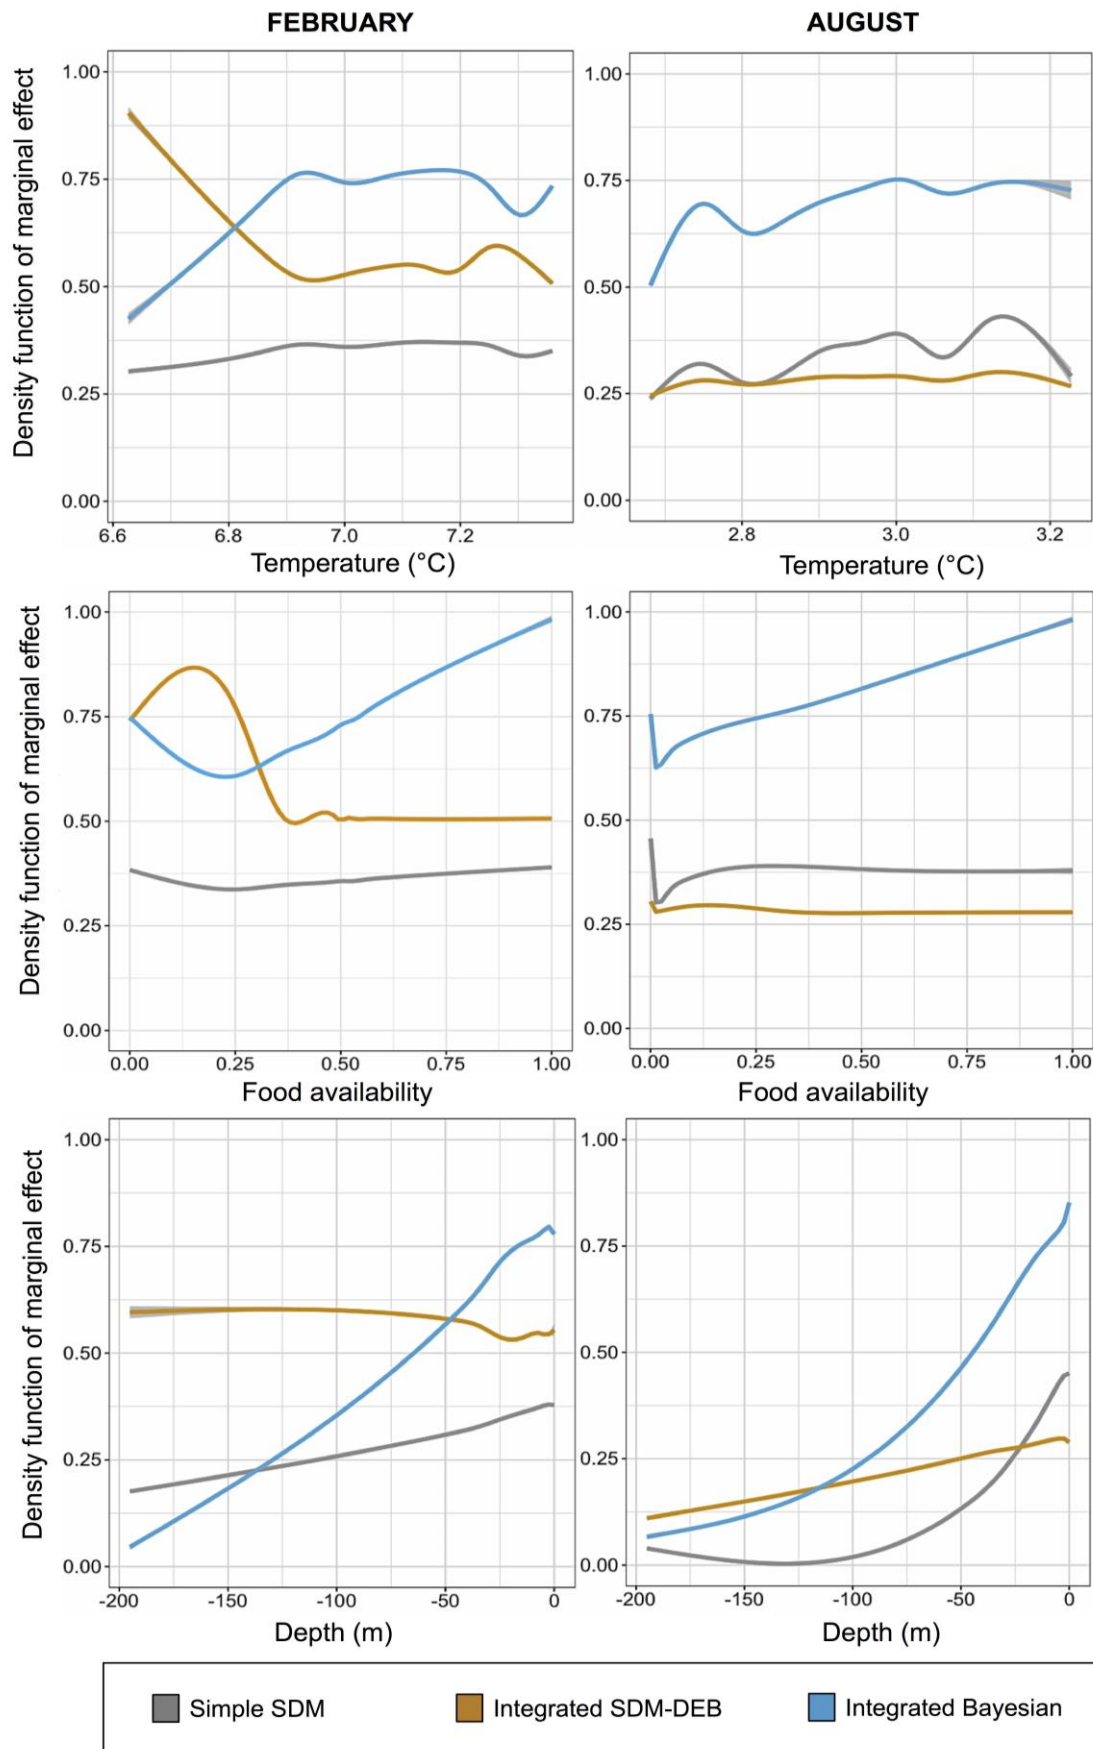 FEBRUARY
AUGUST
Density function of marginal effect
1.00
0.75
0.50
0.25
0.00
6.6 6.8 7.0 7.2
Temperature (°C)
1.00
0.75
0.50
0.25
0.00
2.8 3.0 3.2
Temperature (°C)
Density function of marginal effect
1.00
0.75
0.50
0.25
0.00
0.00 0.25 0.50 0.75 1.00
Food availability
1.00
0.75
0.50
0.25
0.00
0.00 0.25 0.50 0.75 1.00
Food availability
Density function of marginal effect
1.00
0.75
0.50
0.25
0.00
-200 -150 -100 -50 0
Depth (m)
1.00
0.75
0.50
0.25
0.00
-200 -150 -100 -50 0
Depth (m)
Simple SDM
Integrated SDM-DEB
Integrated Bayesian